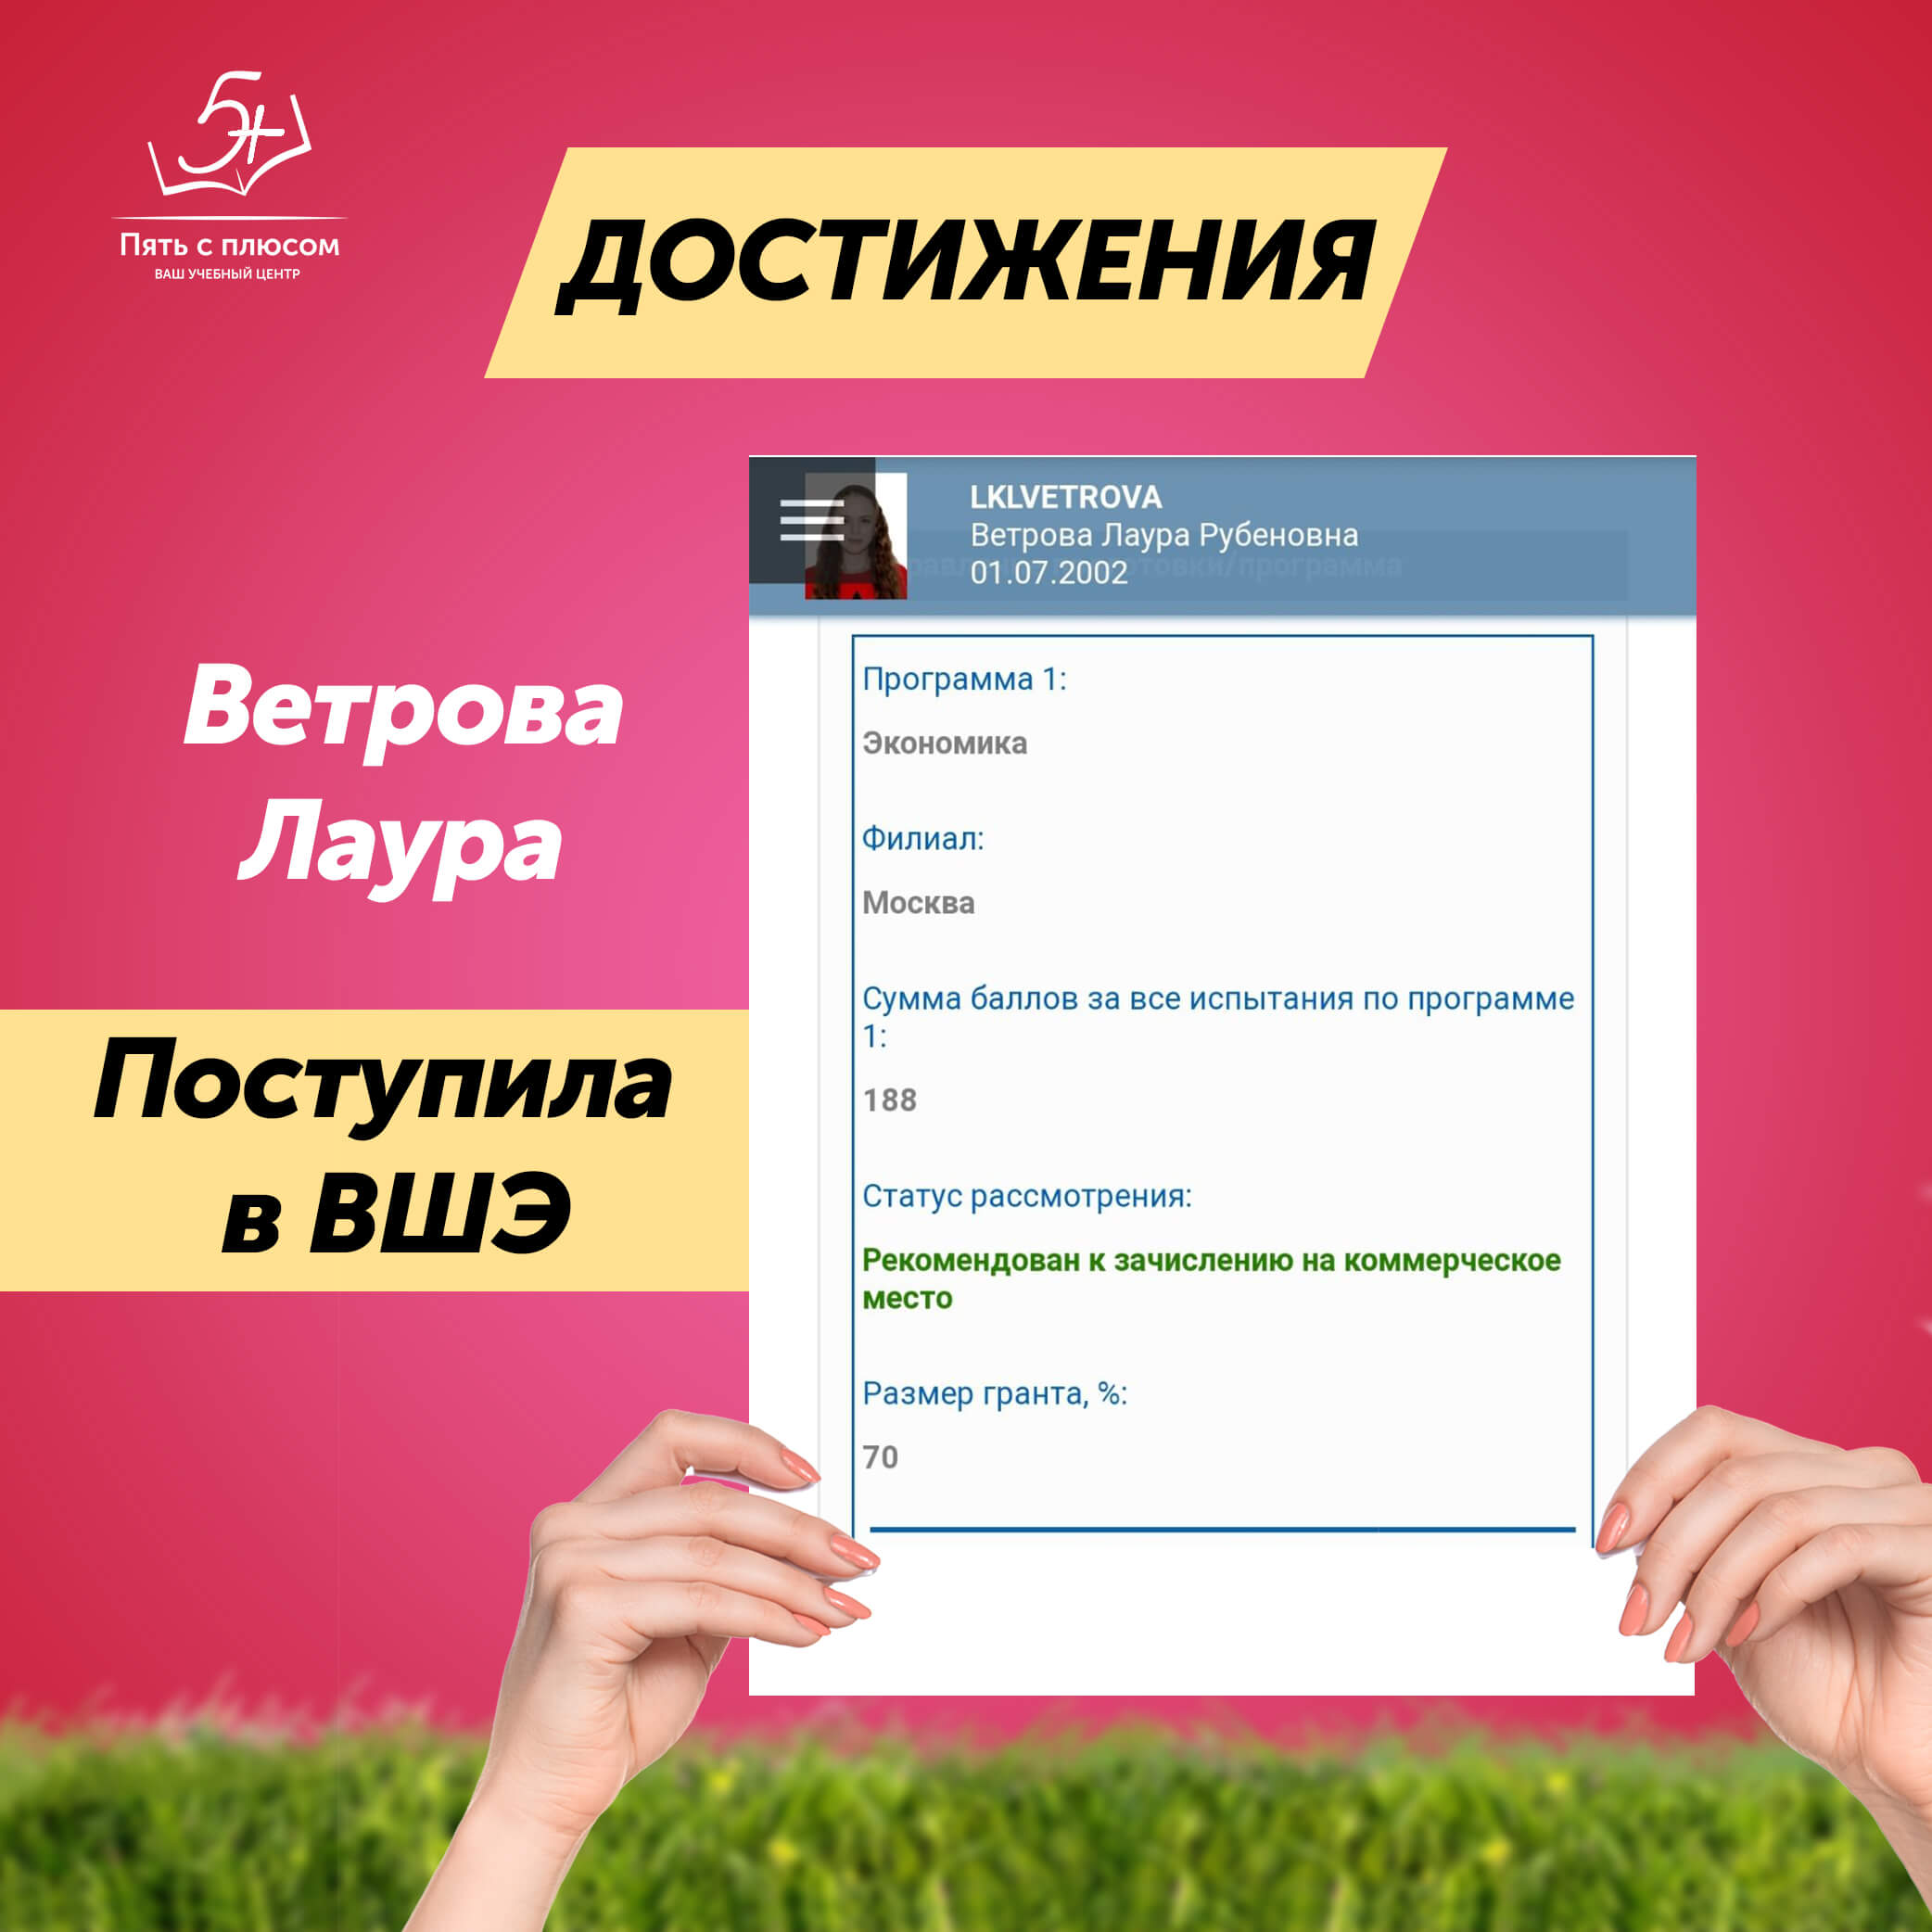 5+
Пять с плюсом
ВАШ УЧЕБНЫЙ ЦЕНТР
ДОСТИЖЕНИЯ
Ветрова
Лаура
Поступила
в ВШЭ
LKLVETROVA
Ветрова Лаура Рубеновна
01.07.2002
Программа 1:
Экономика
Филиал:
Москва
Сумма баллов за все испытания по программе
1:
188
Статус рассмотрения:
Рекомендован к зачислению на коммерческое
место
Размер гранта, %:
70